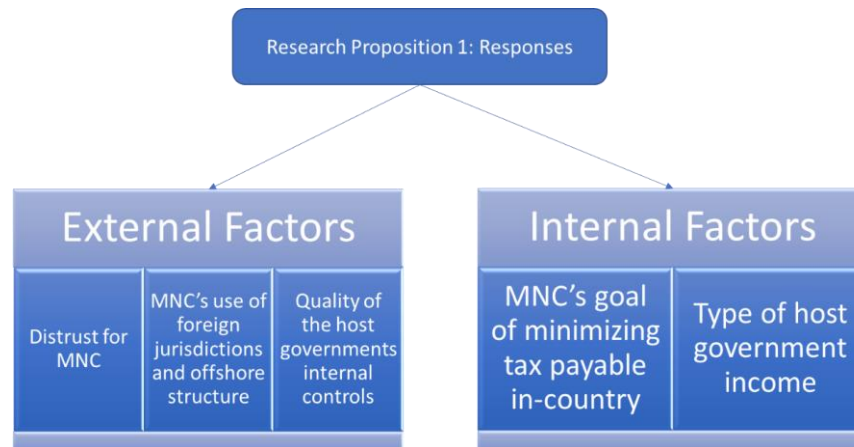 Research Proposition 1: Responses
External Factors
Distrust for
MNC
MNC's use of
foreign
jurisdictions
and offshore
structure
Quality of
the host
governments
internal
controls
Internal Factors
MNC's goal
of minimizing
tax payable
in-country
Type of host
government
income